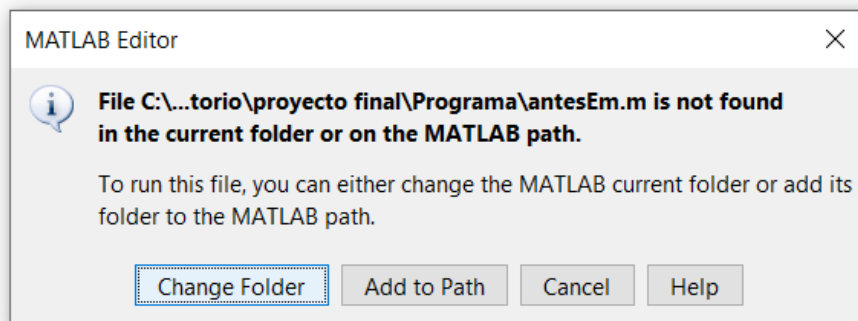 MATLAB Editor
File C:\...torio\proyecto final\Programa\antesEm.m is not found
in the current folder or on the MATLAB path.
To run this file, you can either change the MATLAB current folder or add its
folder to the MATLAB path.
Change Folder Add to Path Cancel Help